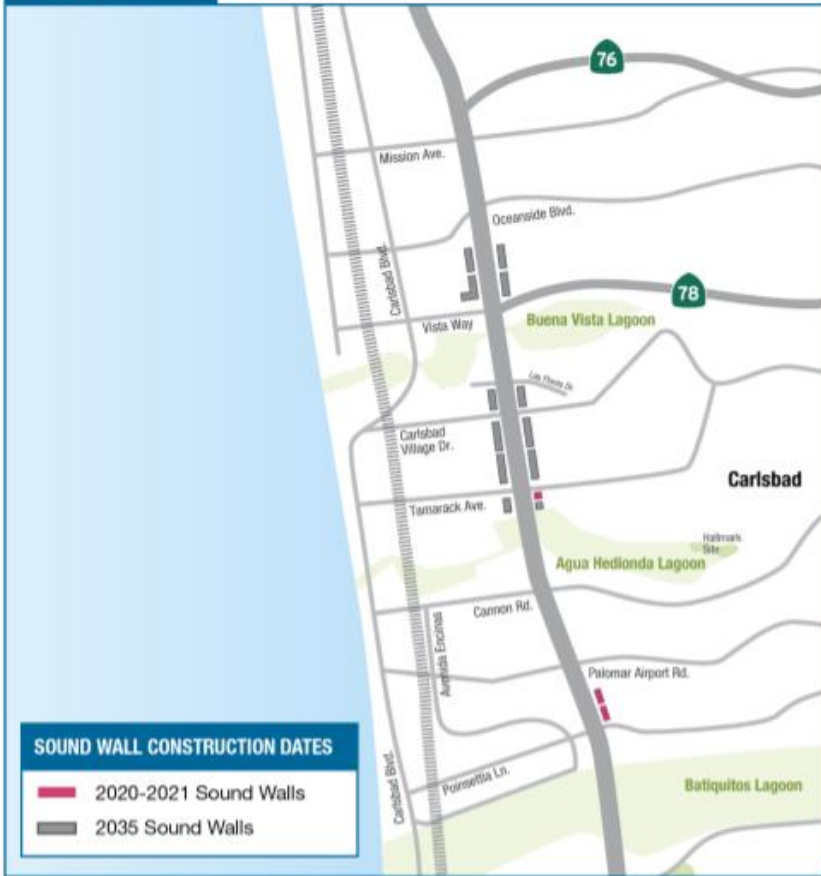 76
Mission Ave.
Oceanside Blvd.
Carlsbad Blvd.
78
Vista Way
Buena Vista Lagoon
Las Flores Dr.
Carlsbad
Village Dr.
Carlsbad
Tamarack Ave.
Hallmark
Site
Agua Hedionda Lagoon
Cannon Rd.
Avenida Encinas
Palomar Airport Rd.
SOUND WALL CONSTRUCTION DATES
2020-2021 Sound Walls
2035 Sound Walls
Carlsbad Blvd.
Poinsettia Ln.
Batiquitos Lagoon